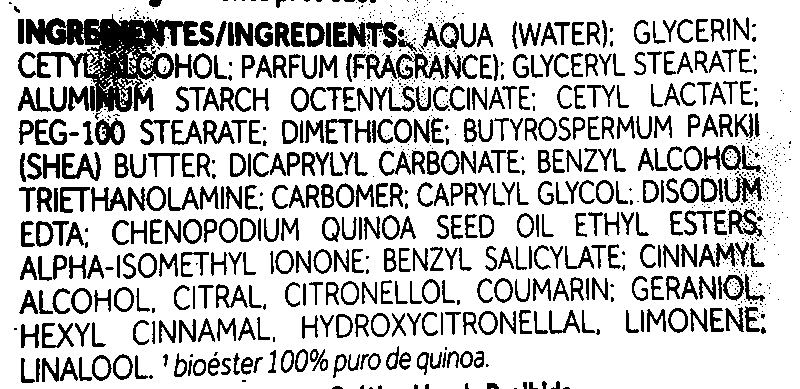 INGREDIENTES/INGREDIENTS: AQUA (WATER); GLYCERIN;
CETYL ALCOHOL; PARFUM (FRAGRANCE); GLYCERYL STEARATE;
ALUMINUM STARCH OCTENYLSUCCINATE; CETYL LACTATE;
PEG-100 STEARATE; DIMETHICONE; BUTYROSPERMUM PARKII
(SHEA) BUTTER; DICAPRYLYL CARBONATE; BENZYL ALCOHOL;
TRIETHANOLAMINE; CARBOMER; CAPRYLYL GLYCOL; DISODIUM
EDTA; CHENOPODIUM QUINOA SEED OIL ETHYL ESTERS;
ALPHA-ISOMETHYL IONONE; BENZYL SALICYLATE; CINNAMYL
ALCOHOL, CITRAL, CITRONELLOL, COUMARIN; GERANIOL,
HEXYL CINNAMAL, HYDROXYCITRONELLAL, LIMONENE;
LINALOOL. ¹ bioéster 100% puro de quinoa.